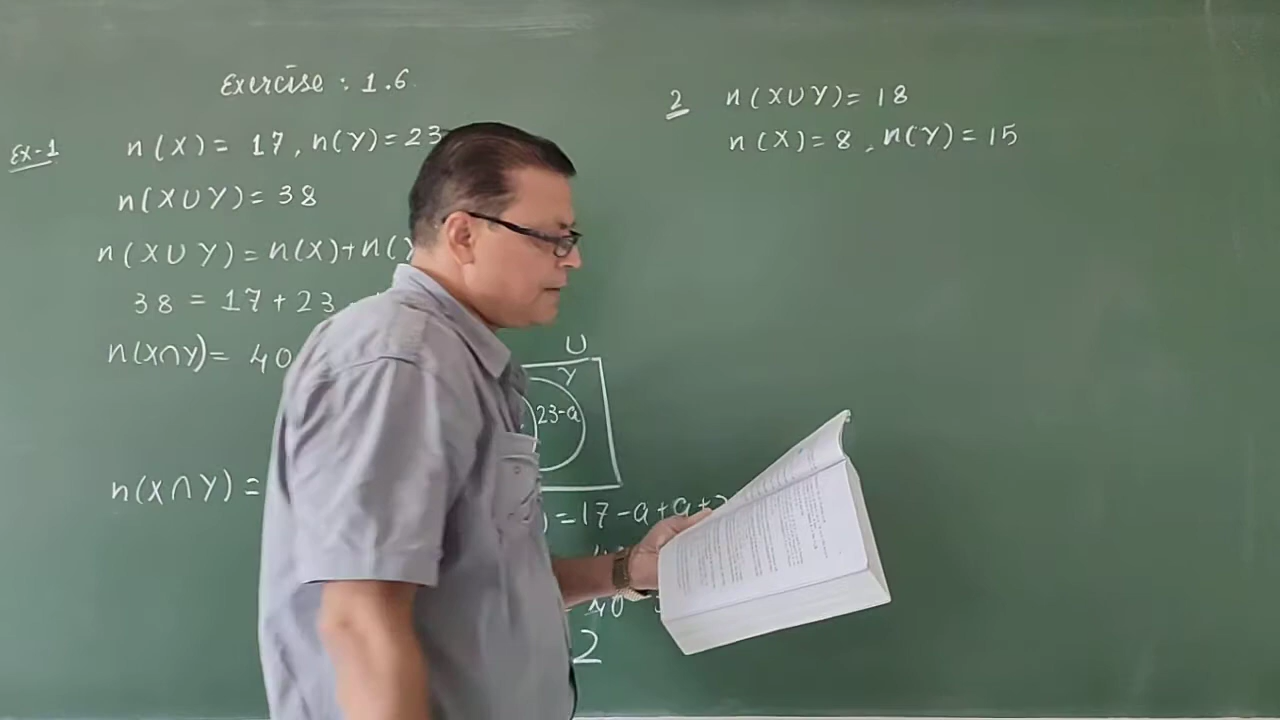 Exercise : 1.6
Ex-1 n(X) = 17, n(Y) = 23
n(X∪Y) = 38
n(X∪Y) = n(X) + n(
38 = 17 + 23
n(X∩Y) = 40
U
Y
23-a
n(X∩Y) =
) = 17 - a + a +
40
2
2 n(X∪Y) = 18
n(X) = 8, n(Y) = 15